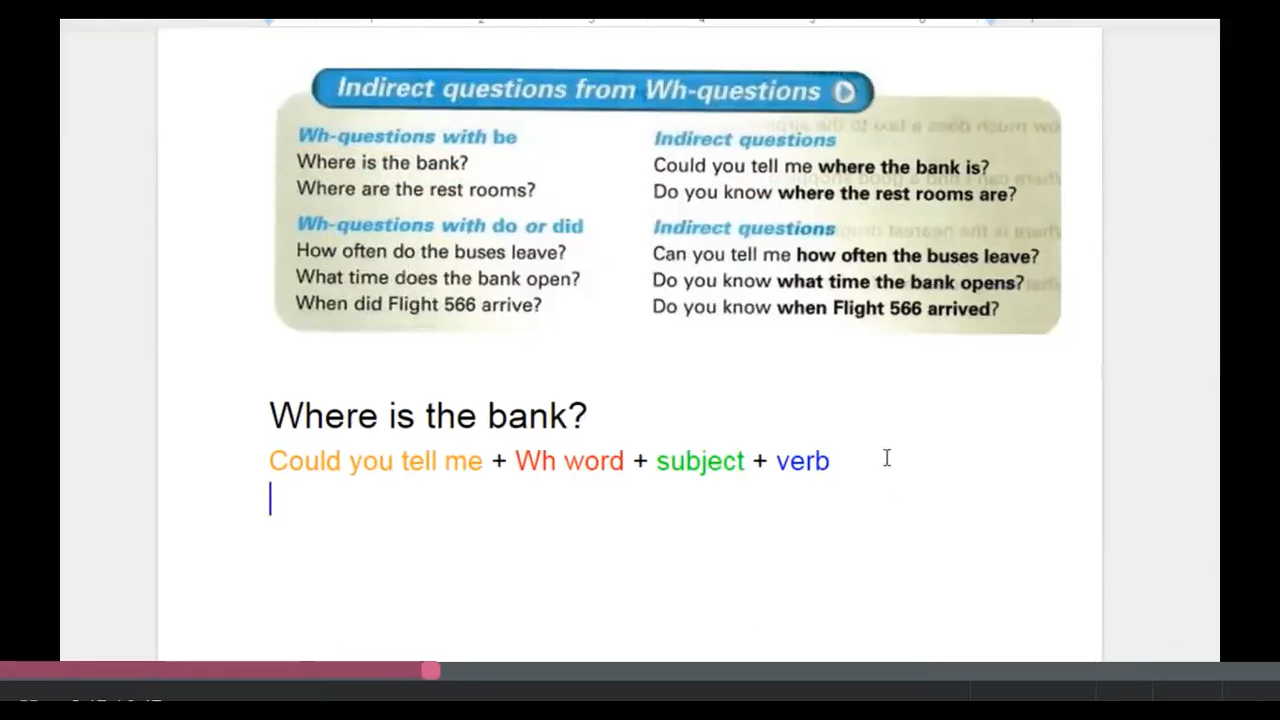 Indirect questions from Wh-questions
Wh-questions with be
Where is the bank?
Where are the rest rooms?
Indirect questions
Could you tell me where the bank is?
Do you know where the rest rooms are?
Wh-questions with do or did
How often do the buses leave?
What time does the bank open?
When did Flight 566 arrive?
Indirect questions
Can you tell me how often the buses leave?
Do you know what time the bank opens?
Do you know when Flight 566 arrived?
Where is the bank?
Could you tell me + Wh word + subject + verb